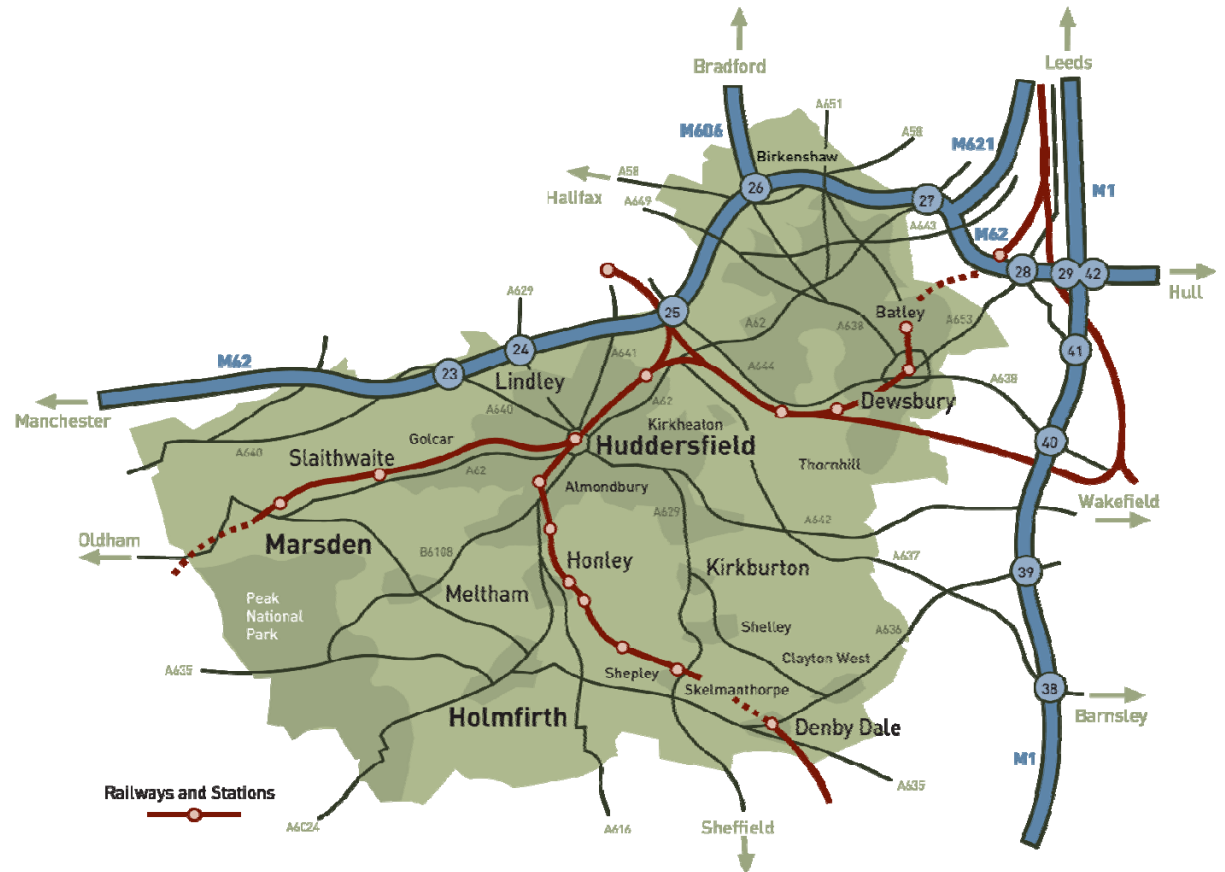 Bradford
Leeds
A651
M606
A58
M621
Birkenshaw
A58
Halifax
26
27
M1
A649
A643
M62
28
29
42
Hull
A629
25
Batley
A62
A638
A653
M62
24
A641
41
23
Lindley
A644
A638
Manchester
A640
A62
Dewsbury
Golcar
Kirkheaton
Huddersfield
40
A640
Slaithwaite
A62
Thornhill
Almondbury
Wakefield
A629
A642
Oldham
Marsden
B6108
A637
Honley
Kirkburton
39
Peak
National
Park
Meltham
Shelley
A636
Clayton West
A635
Shepley
Skelmanthorpe
38
Barnsley
Holmfirth
Denby Dale
M1
Railways and Stations
A635
A6024
A616
Sheffield